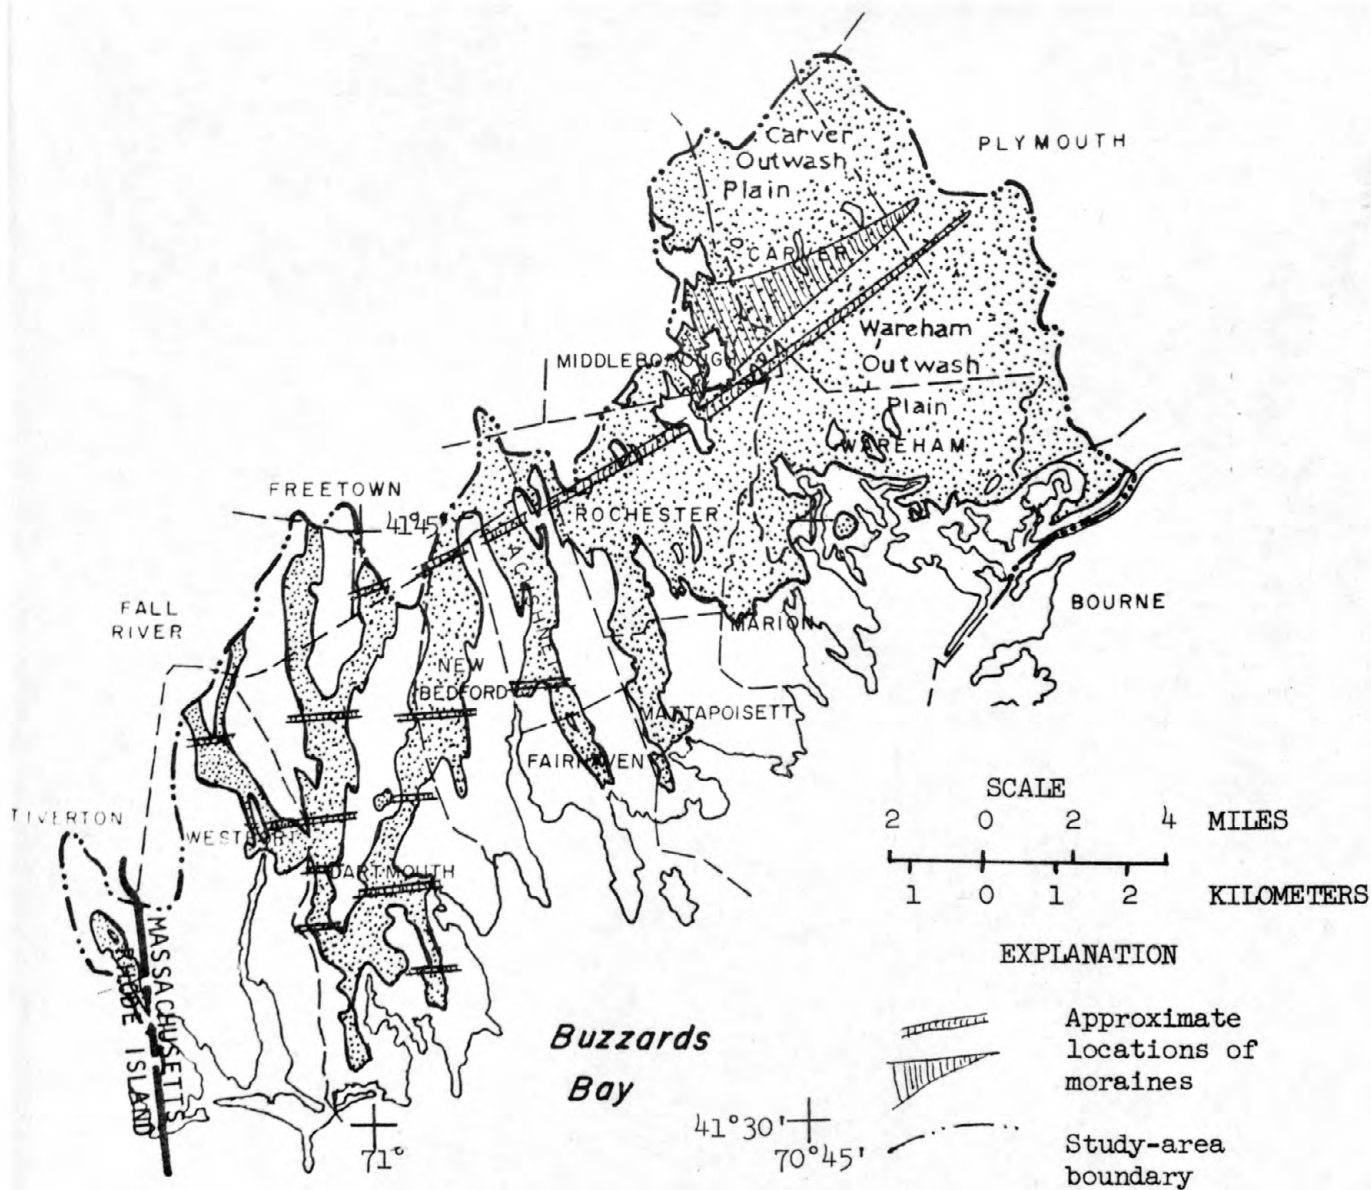 PLYMOUTH
Carver
Outwash
Plain
CARVER
Wareham
Outwash
Plain
WAREHAM
MIDDLEBOROUGH
FREETOWN
41°45'
ROCHESTER
ACUSHNET
FALL
RIVER
BOURNE
MARION
NEW
BEDFORD
MATTAPOISETT
FAIRHAVEN
TIVERTON
WESTPORT
DARTMOUTH
MASSACHUSETTS
RHODE ISLAND
Buzzards
Bay
41°30'
70°45'
71°
SCALE
2 0 2 4 MILES
1 0 1 2 KILOMETERS
EXPLANATION
Approximate
locations of
moraines
Study-area
boundary